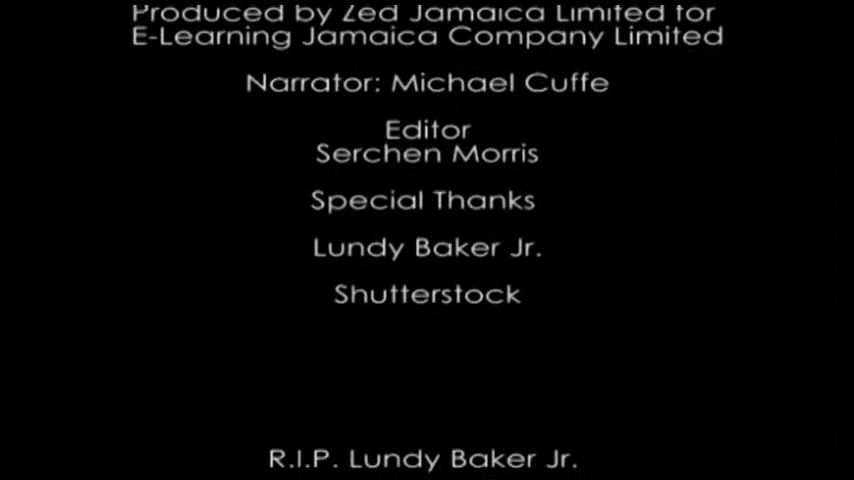 Produced by Zed Jamaica Limited for
E-Learning Jamaica Company Limited
Narrator: Michael Cuffe
Editor
Serchen Morris
Special Thanks
Lundy Baker Jr.
Shutterstock
R.I.P. Lundy Baker Jr.